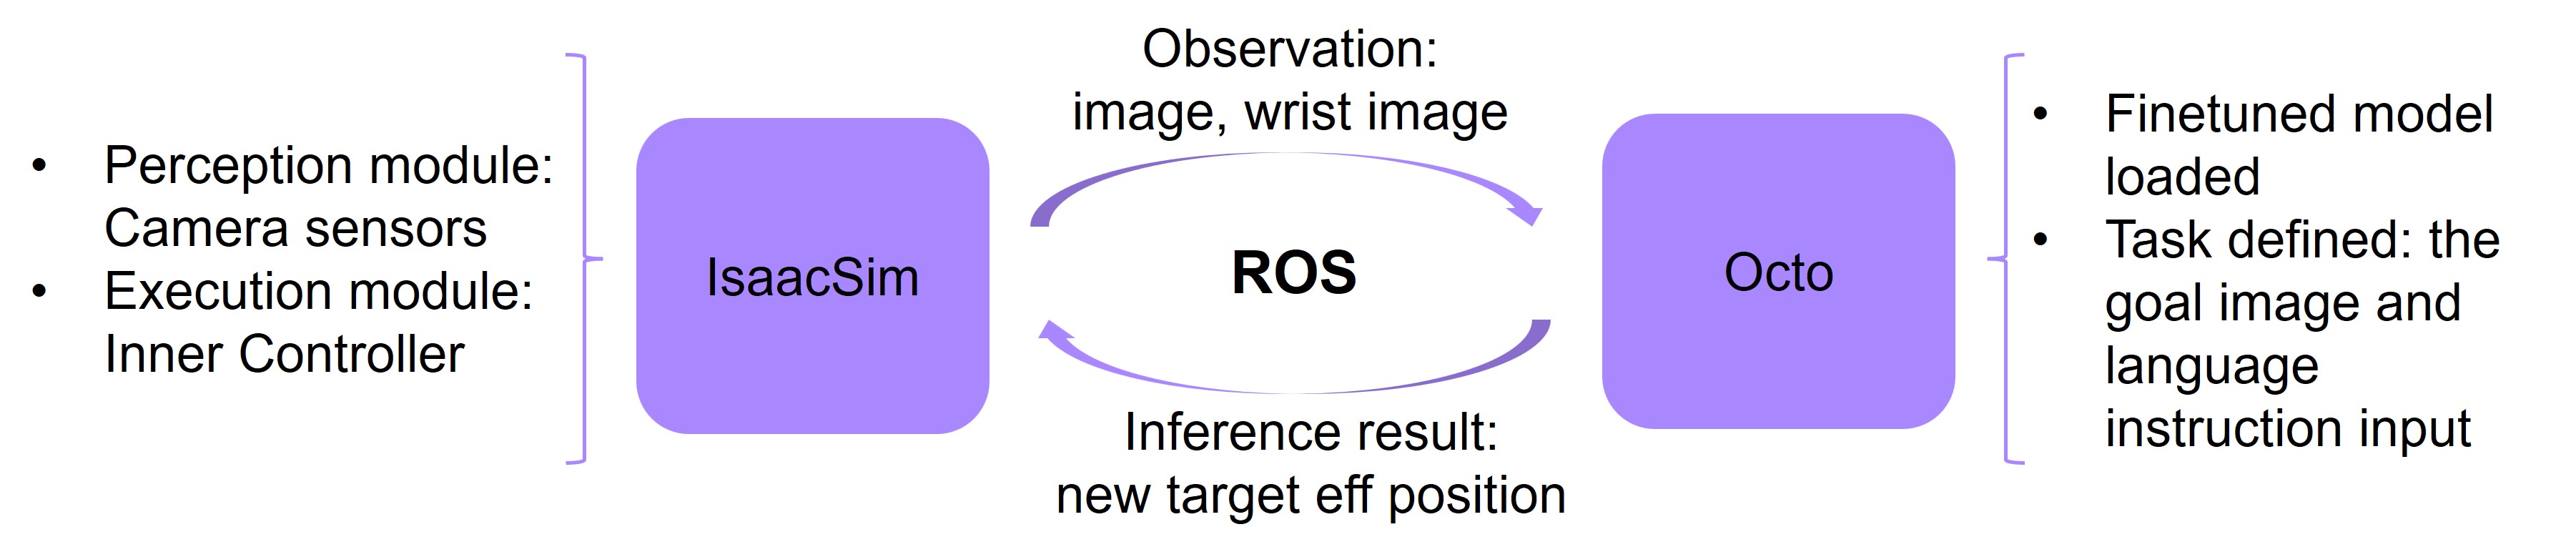 • Perception module:
Camera sensors
• Execution module:
Inner Controller
IsaacSim
Observation:
image, wrist image
ROS
Inference result:
new target eff position
Octo
• Finetuned model
loaded
• Task defined: the
goal image and
language
instruction input